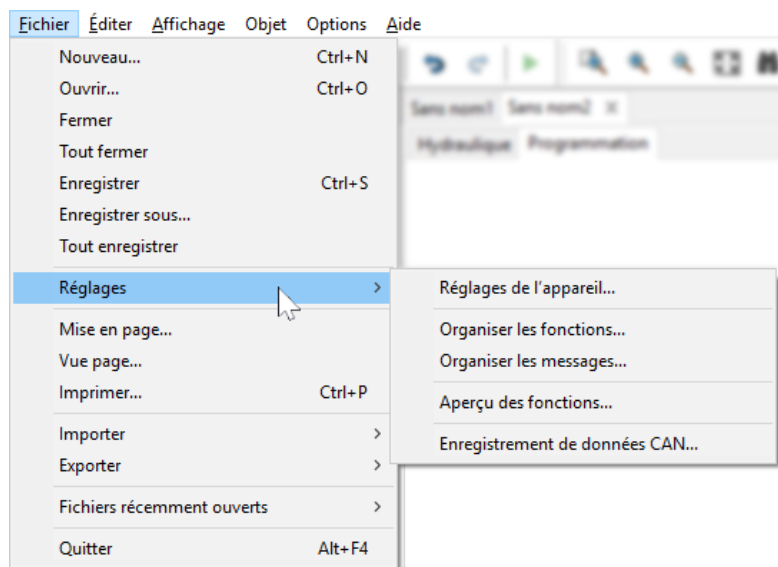 Fichier Éditer Affichage Objet Options Aide
Nouveau... Ctrl+N
Ouvrir... Ctrl+O
Fermer
Sans nom1 Sans nom2
Tout fermer
Hydraulique Programmation
Enregistrer Ctrl+S
Enregistrer sous...
Tout enregistrer
Réglages
Réglages de l'appareil...
Mise en page...
Organiser les fonctions...
Vue page...
Organiser les messages...
Imprimer... Ctrl+P
Aperçu des fonctions...
Importer
Enregistrement de données CAN...
Exporter
Fichiers récemment ouverts
Quitter Alt+F4